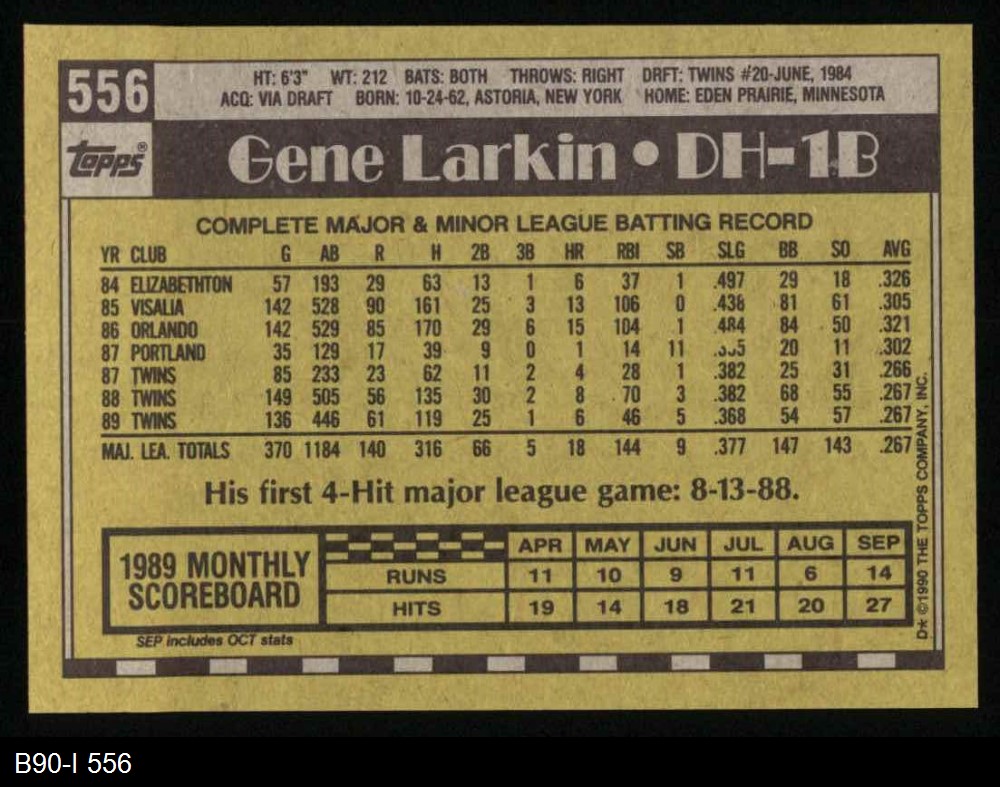 556
HT: 6'3" WT: 212 BATS: BOTH THROWS: RIGHT DRFT: TWINS #20-JUNE, 1984
ACQ: VIA DRAFT BORN: 10-24-62, ASTORIA, NEW YORK HOME: EDEN PRAIRIE, MINNESOTA
Topps®
Gene Larkin • DH-1B
COMPLETE MAJOR & MINOR LEAGUE BATTING RECORD
YR CLUB G AB R H 2B 3B HR RBI SB SLG BB SO AVG
84 ELIZABETHTON 57 193 29 63 13 1 6 37 1 .497 29 18 .326
85 VISALIA 142 528 90 161 25 3 13 106 0 .438 81 61 .305
86 ORLANDO 142 529 85 170 29 6 15 104 1 .484 84 50 .321
87 PORTLAND 35 129 17 39 9 0 1 14 11 20 11 .302
87 TWINS 85 233 23 62 11 2 4 28 1 .382 25 31 .266
88 TWINS 149 505 56 135 30 2 8 70 3 .382 68 55 .267
89 TWINS 136 446 61 119 25 1 6 46 5 .368 54 57 .267
MAJ. LEA. TOTALS 370 1184 140 316 66 5 18 144 9 .377 147 143 .267
His first 4-Hit major league game: 8-13-88.
1989 MONTHLY
SCOREBOARD
APR MAY JUN JUL AUG SEP
RUNS 11 10 9 11 6 14
HITS 19 14 18 21 20 27
SEP includes OCT stats
D* ©1990 THE TOPPS COMPANY, INC.
B90-I 556